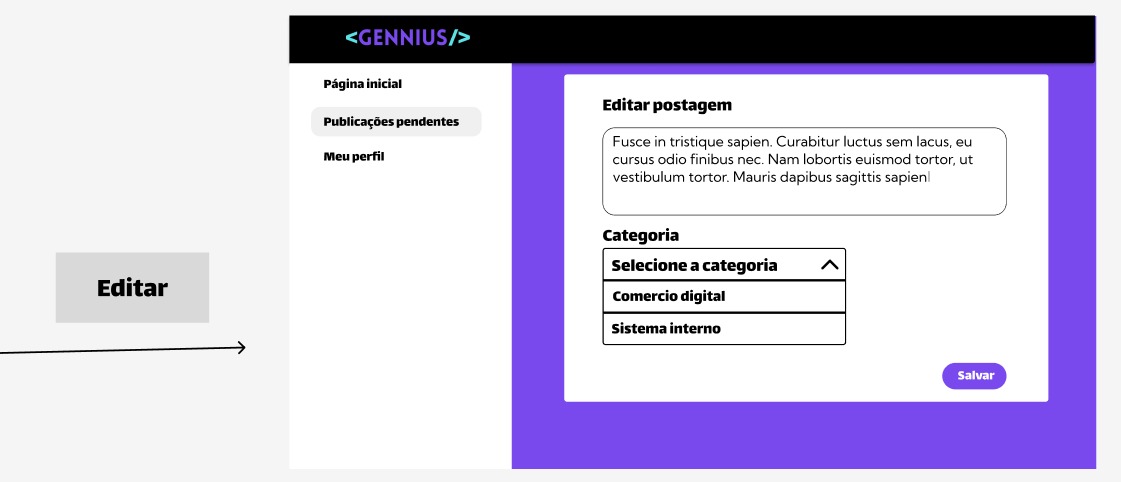 <GENNIUS/>
Página inicial
Publicações pendentes
Meu perfil
Editar
Editar postagem
Fusce in tristique sapien. Curabitur luctus sem lacus, eu
cursus odio finibus nec. Nam lobortis euismod tortor, ut
vestibulum tortor. Mauris dapibus sagittis sapien
Categoria
Selecione a categoria
Comercio digital
Sistema interno
Salvar